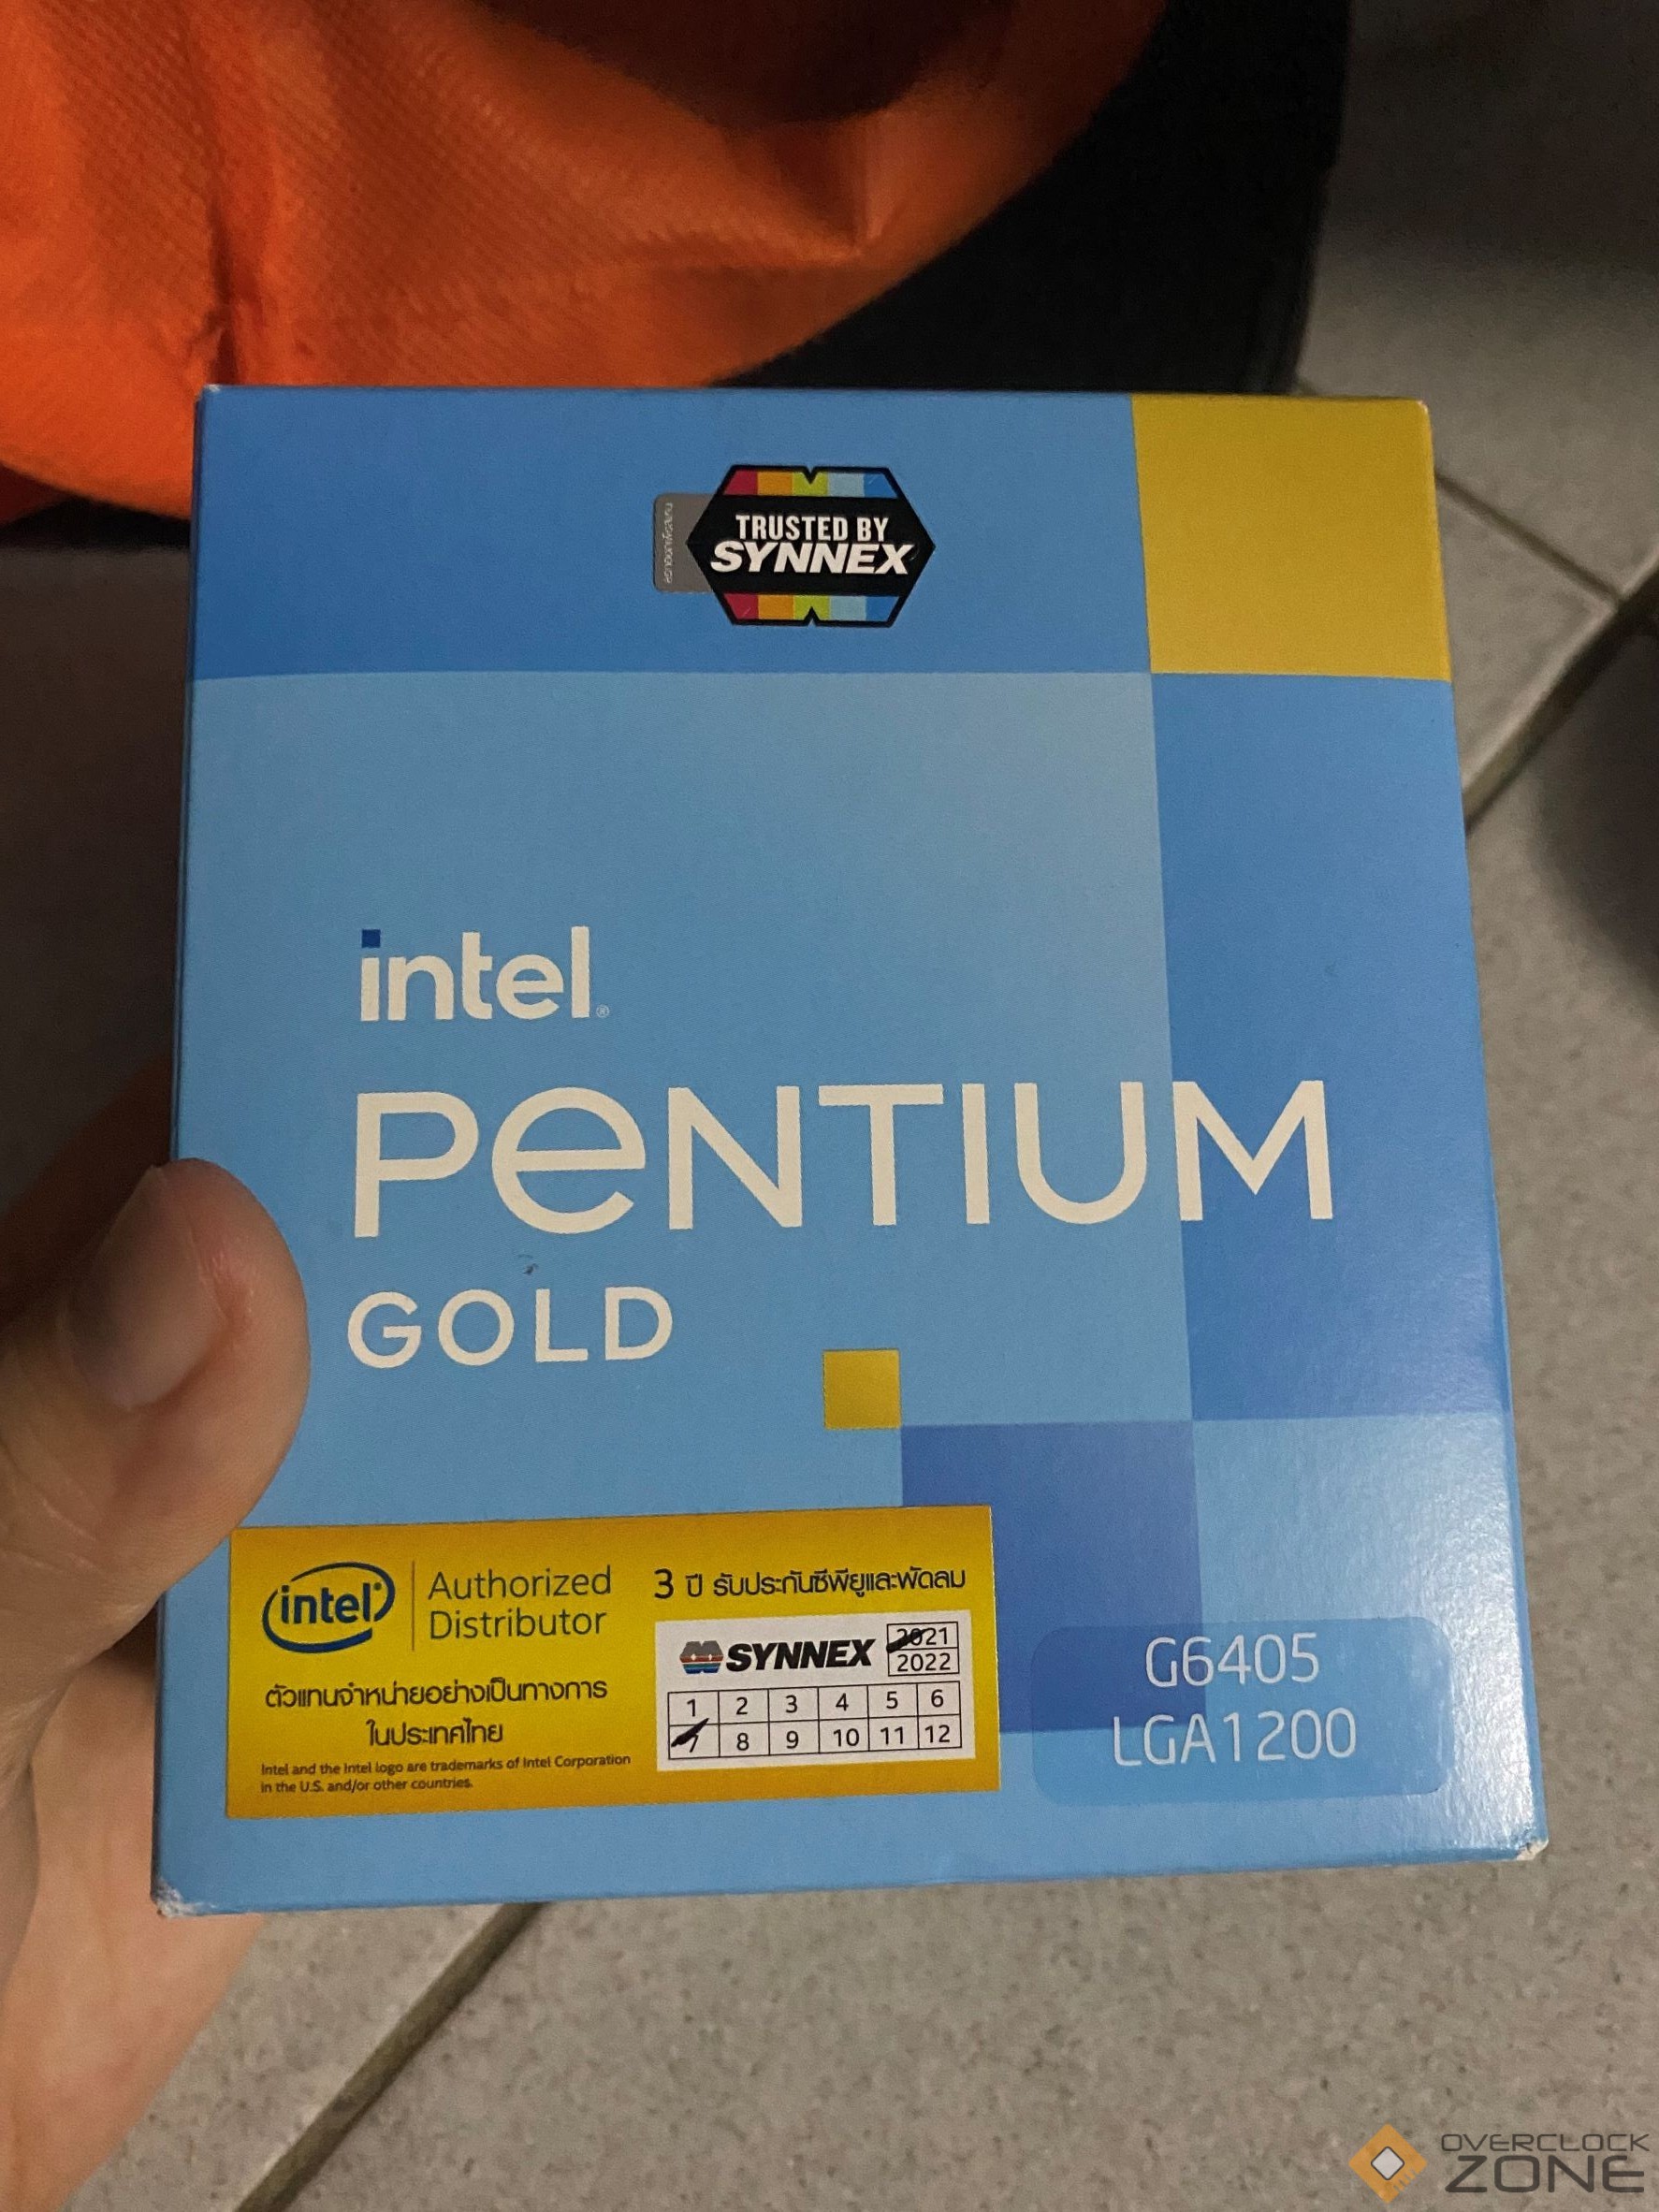 TRUSTED BY
SYNNEX
intel®
PENTIUM
GOLD
intel® Authorized
Distributor
ตัวแทนจำหน่ายอย่างเป็นทางการ
ในประเทศไทย
Intel and the Intel logo are trademarks of Intel Corporation
in the U.S. and/or other countries.
3 ปี รับประกันซีพียูและพัดลม
SYNNEX
2021
2022
1 2 3 4 5 6
7 8 9 10 11 12
G6405
LGA1200
OVERCLOCK
ZONE